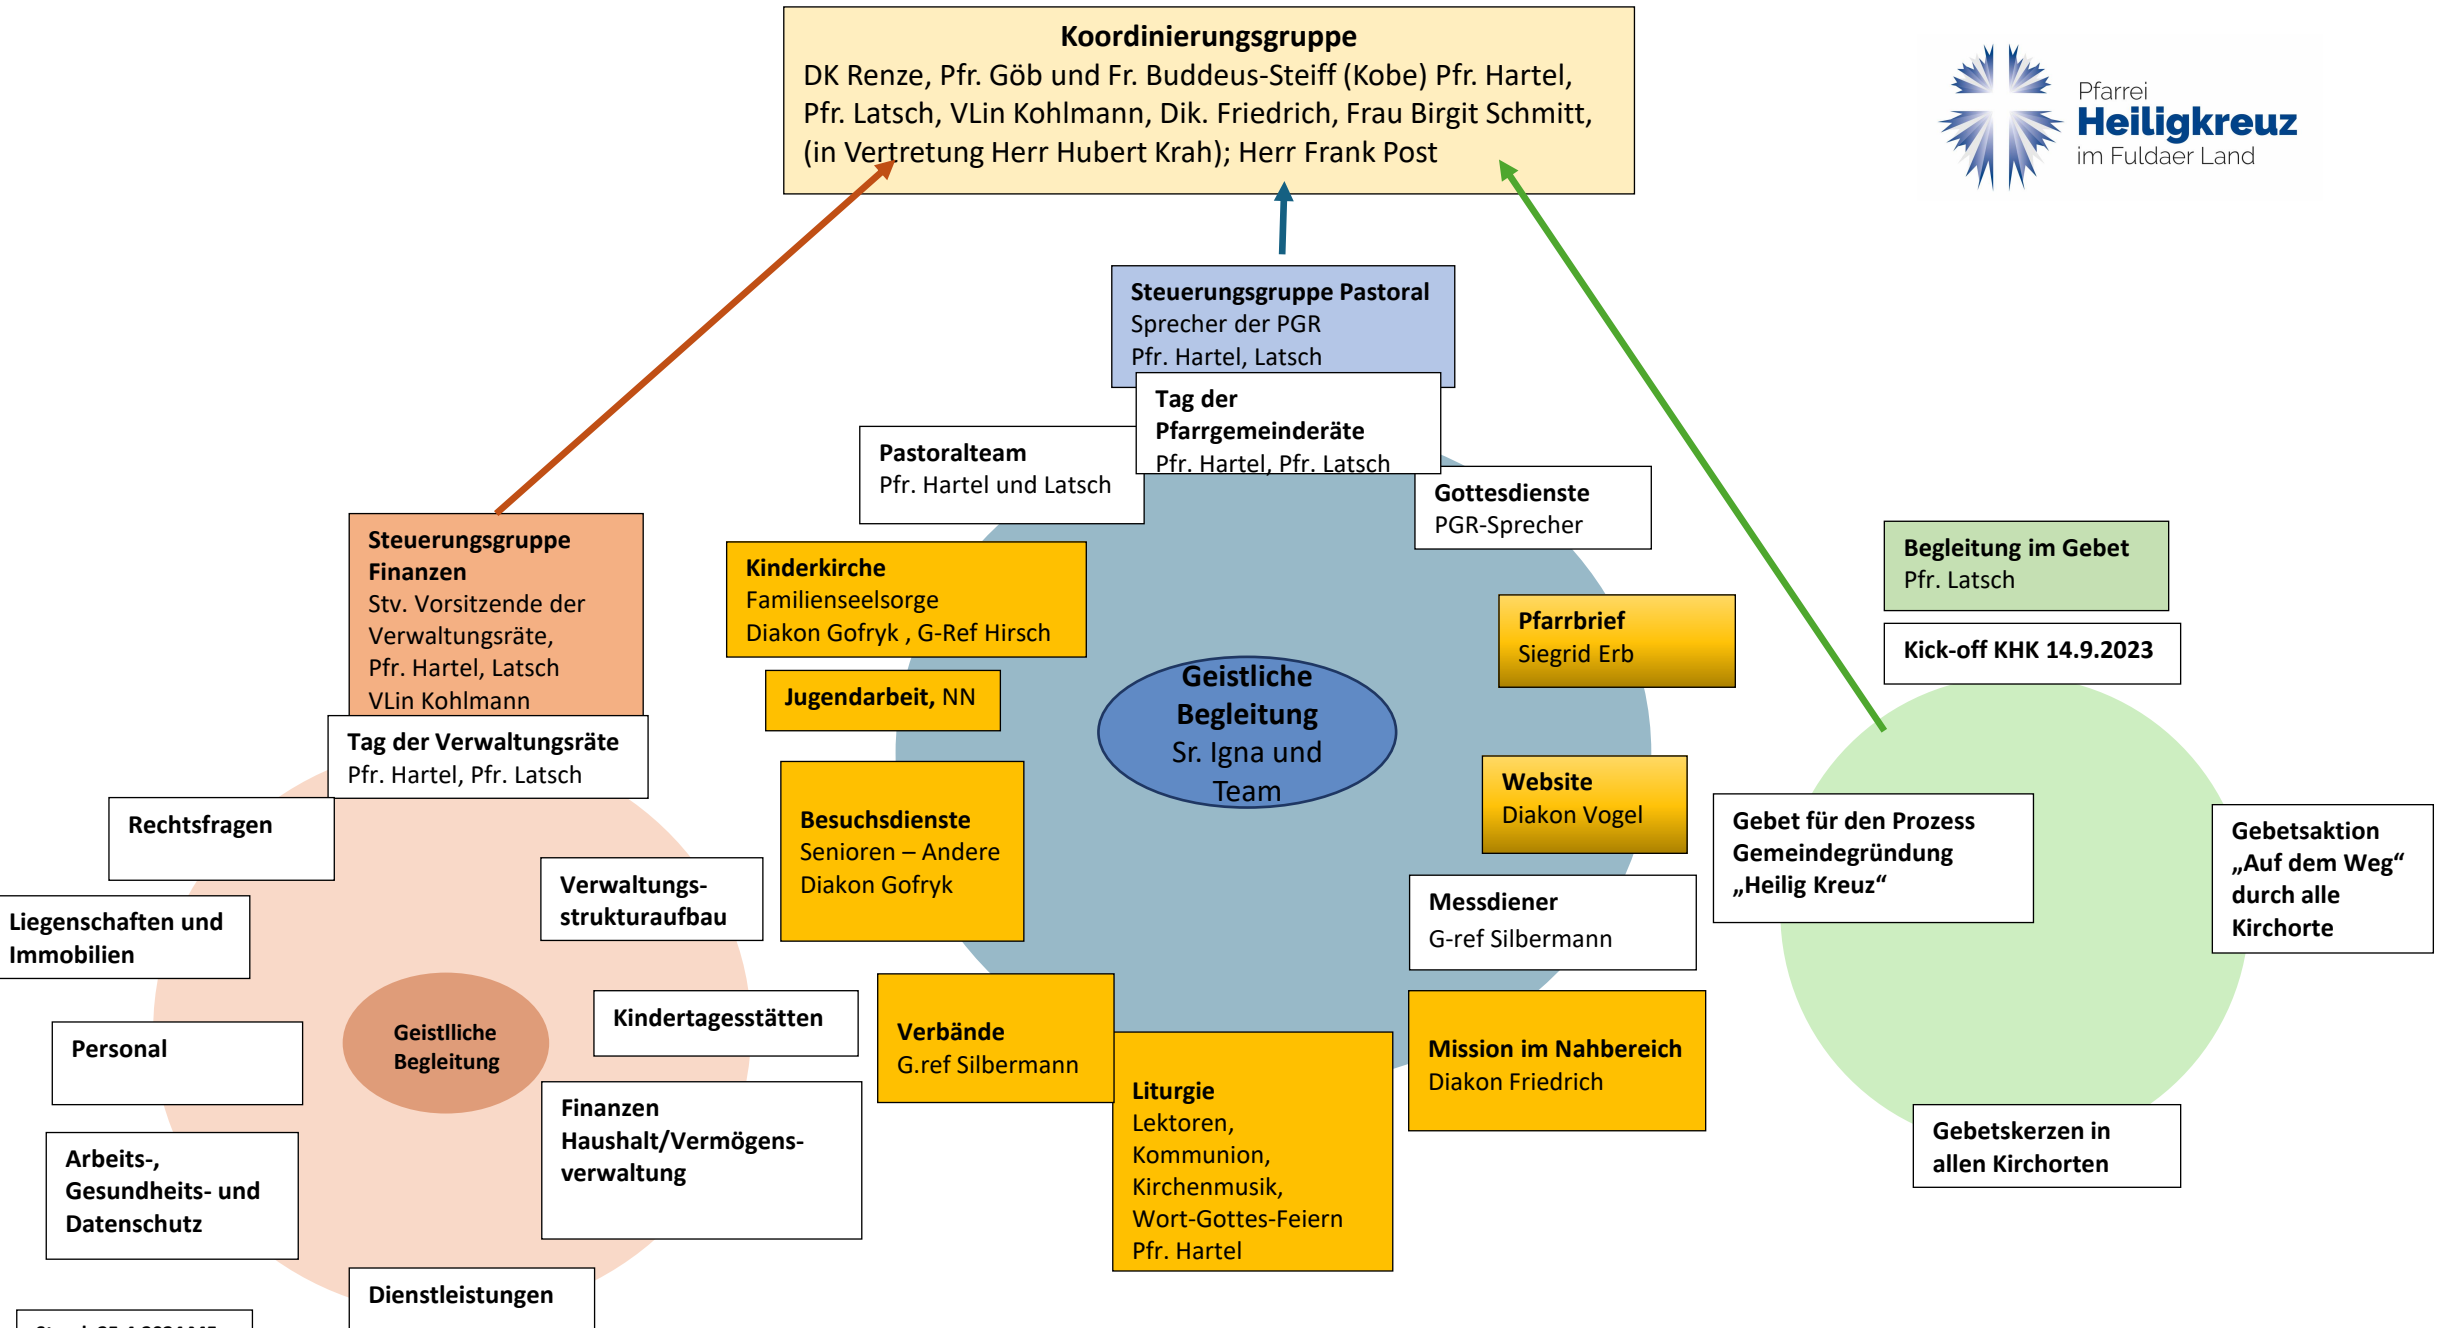 Koordinierungsgruppe
DK Renze, Pfr. Göb und Fr. Buddeus-Steiff (Kobe) Pfr. Hartel,
Pfr. Latsch, VLin Kohlmann, Dik. Friedrich, Frau Birgit Schmitt,
(in Vertretung Herr Hubert Krah); Herr Frank Post
Pfarrei
Heiligkreuz
im Fuldaer Land
Steuerungsgruppe Pastoral
Sprecher der PGR
Pfr. Hartel, Latsch
Tag der
Pfarrgemeinderäte
Pfr. Hartel, Pfr. Latsch
Pastoralteam
Pfr. Hartel und Latsch
Gottesdienste
PGR-Sprecher
Kinderkirche
Familienseelsorge
Diakon Gofryk , G-Ref Hirsch
Pfarrbrief
Siegrid Erb
Jugendarbeit, NN
Geistliche
Begleitung
Sr. Igna und
Team
Website
Diakon Vogel
Besuchsdienste
Senioren – Andere
Diakon Gofryk
Messdiener
G-ref Silbermann
Verbände
G.ref Silbermann
Liturgie
Lektoren,
Kommunion,
Kirchenmusik,
Wort-Gottes-Feiern
Pfr. Hartel
Mission im Nahbereich
Diakon Friedrich
Steuerungsgruppe
Finanzen
Stv. Vorsitzende der
Verwaltungsräte,
Pfr. Hartel, Latsch
VLin Kohlmann
Tag der Verwaltungsräte
Pfr. Hartel, Pfr. Latsch
Rechtsfragen
Verwaltungs-
strukturaufbau
Liegenschaften und
Immobilien
Kindertagesstätten
Geistlliche
Begleitung
Personal
Finanzen
Haushalt/Vermögens-
verwaltung
Arbeits-,
Gesundheits- und
Datenschutz
Dienstleistungen
Begleitung im Gebet
Pfr. Latsch
Kick-off KHK 14.9.2023
Gebet für den Prozess
Gemeindegründung
„Heilig Kreuz“
Gebetsaktion
„Auf dem Weg“
durch alle
Kirchorte
Gebetskerzen in
allen Kirchorten